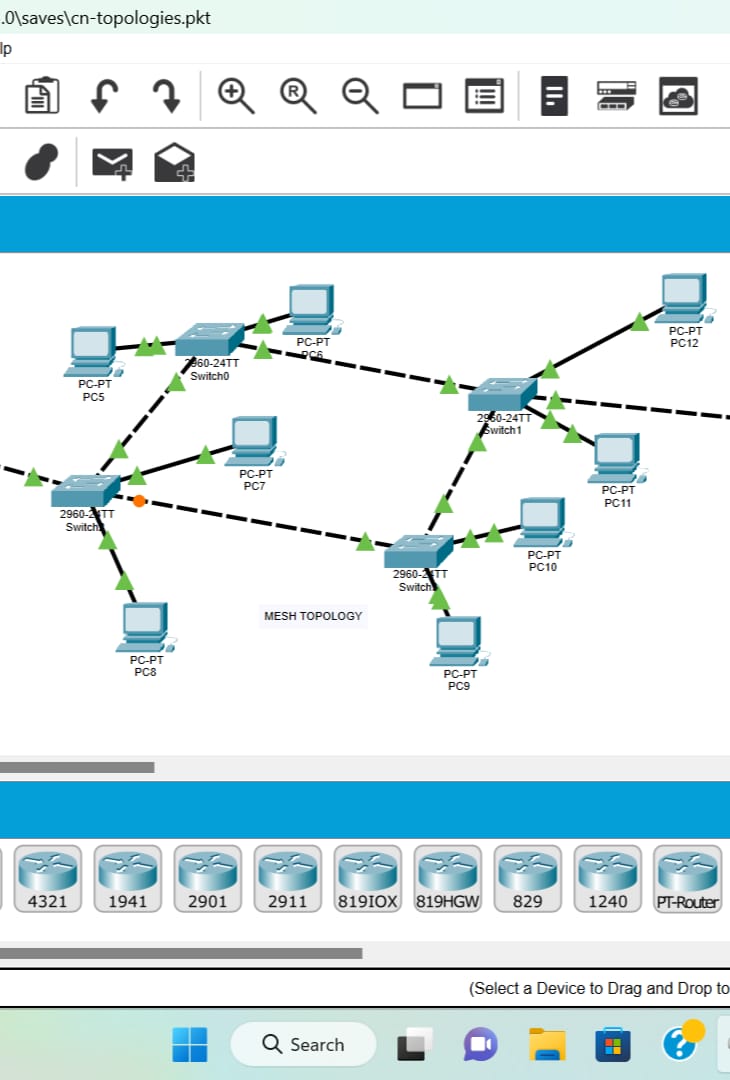 .0\saves\cn-topologies.pkt
lp
PC-PT
PC5
2960-24TT
Switch0
PC-PT
PC6
PC-PT
PC12
2960-24TT
Switch1
PC-PT
PC7
PC-PT
PC11
2960-24TT
Switch
PC-PT
PC10
2960-24TT
Switch
MESH TOPOLOGY
PC-PT
PC8
PC-PT
PC9
4321
1941
2901
2911
819IOX
819HGW
829
1240
PT-Router
(Select a Device to Drag and Drop to
Search